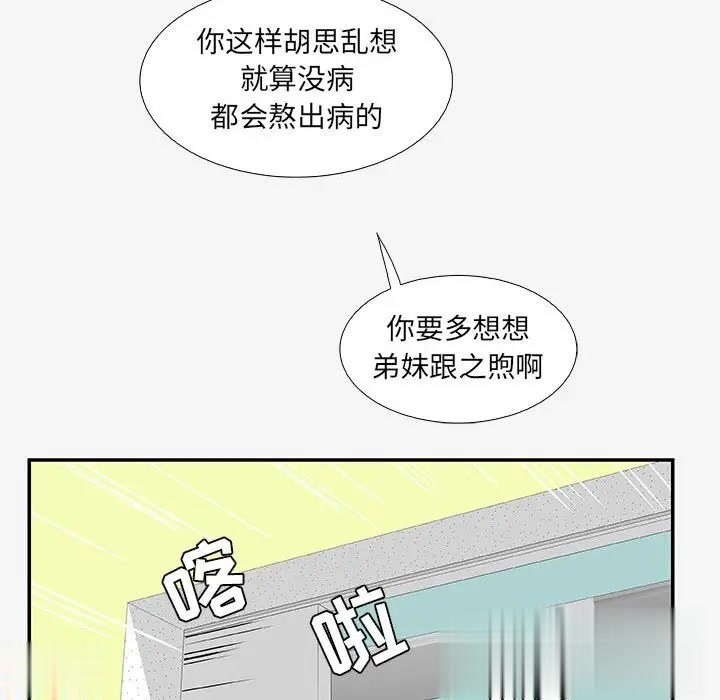 你这样胡思乱想
就算没病
都会熬出病的
你要多想想
弟妹跟之煦啊
喀
啦